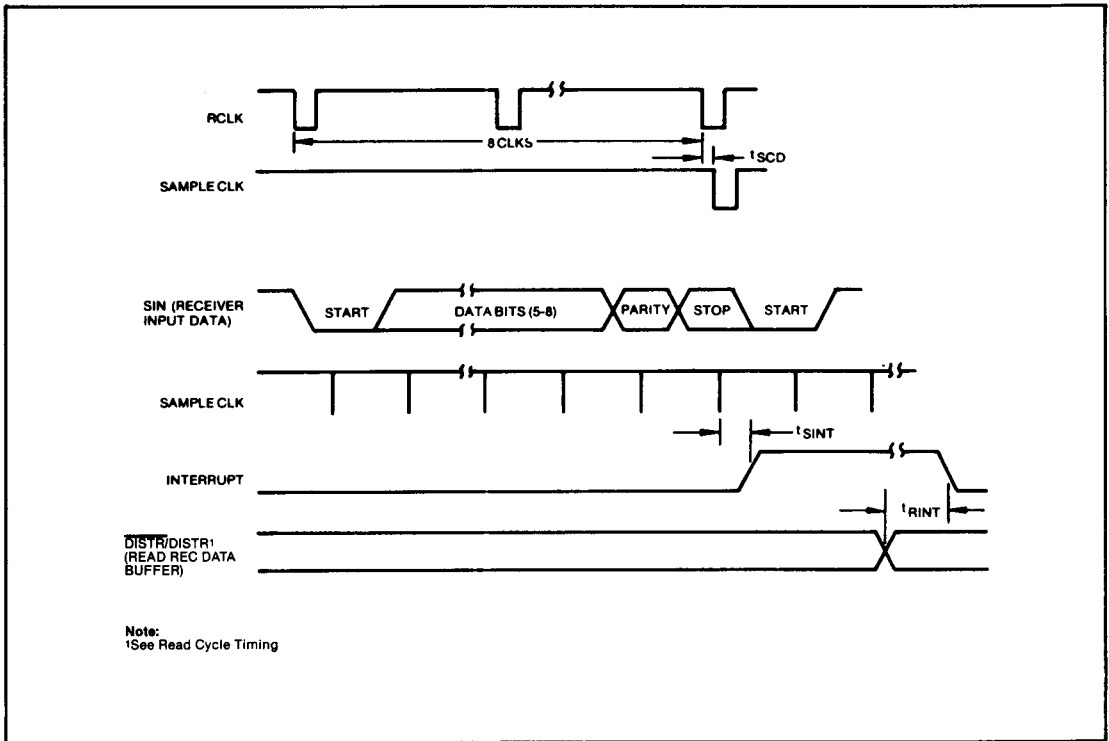 RCLK
8 CLKS
tSCD
SAMPLE CLK
SIN (RECEIVER
INPUT DATA)
START
DATA BITS (5-8)
PARITY
STOP
START
SAMPLE CLK
tSINT
INTERRUPT
tRINT
DISTR/DISTR1
(READ REC DATA
BUFFER)
Note:
1See Read Cycle Timing